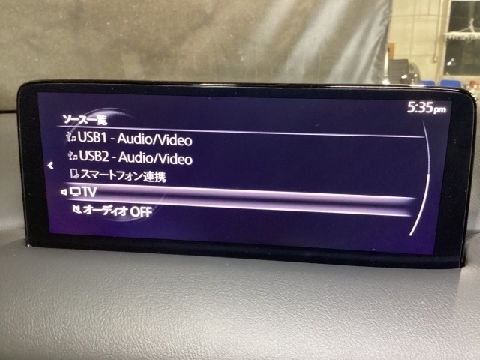 5:35pm
ソース一覧
USB1 - Audio/Video
USB2 - Audio/Video
スマートフォン連携
TV
オーディオ OFF